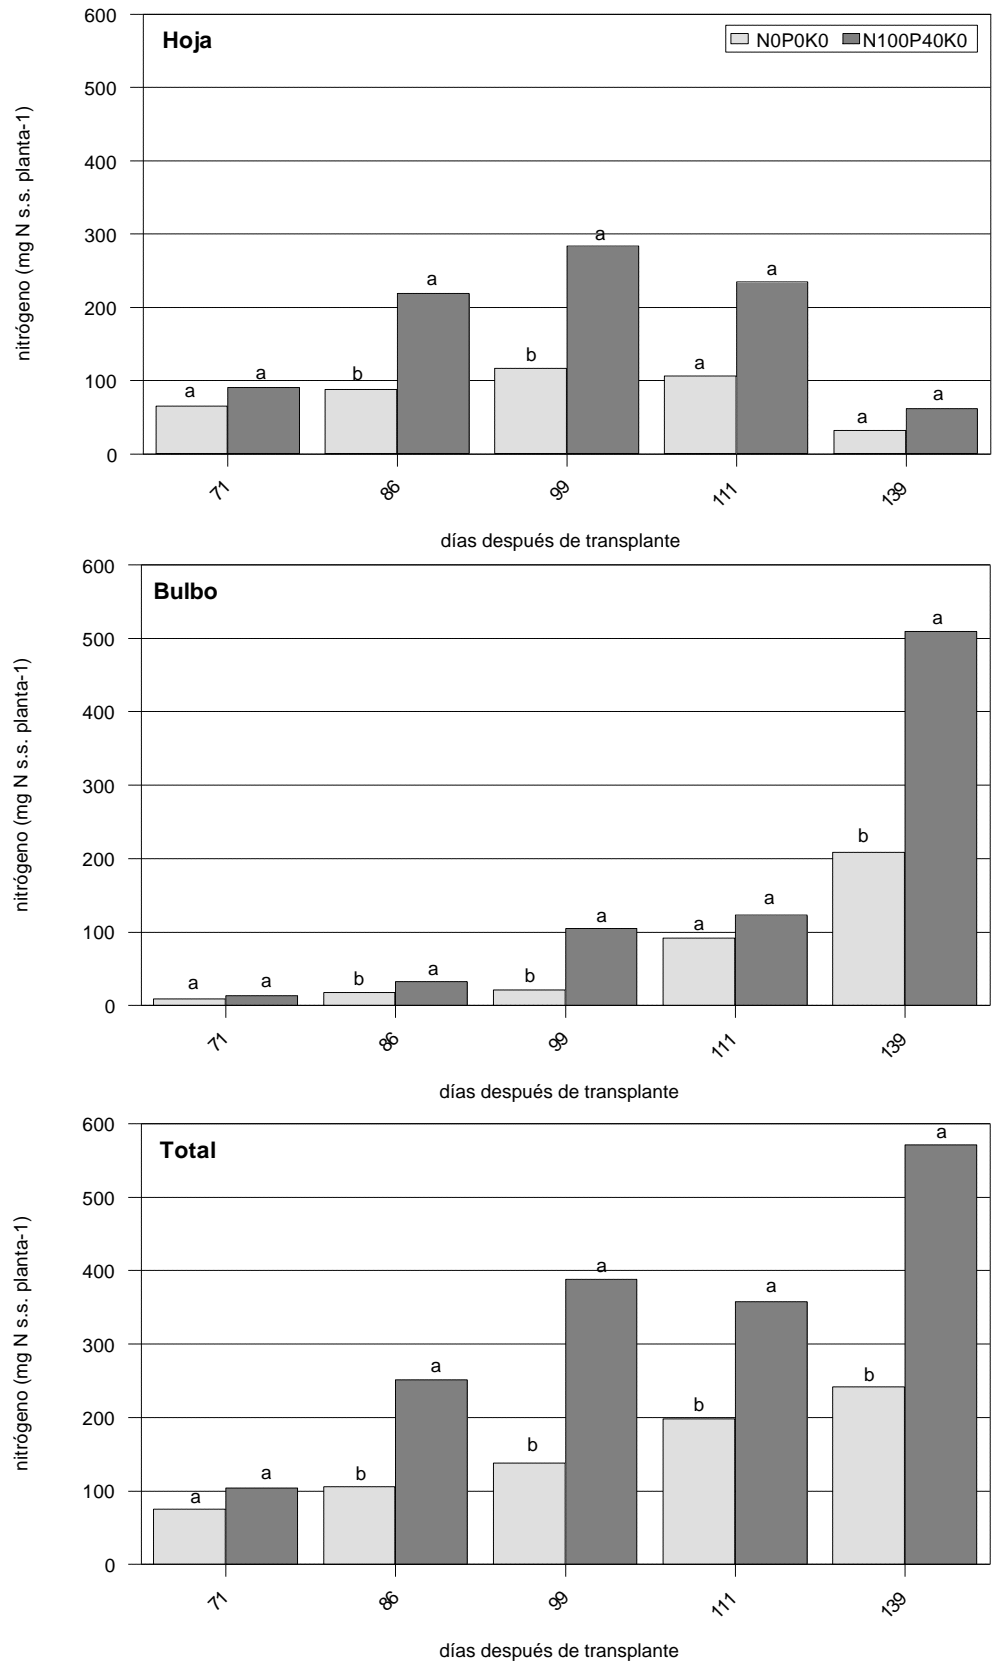 Hoja
N0P0K0 N100P40K0
nitrógeno (mg N s.s. planta-1)
600
500
400
300
200
100
0
a a b a b a a a a a
71 86 99 111 139
días después de transplante
Bulbo
nitrógeno (mg N s.s. planta-1)
600
500
400
300
200
100
0
a a b a b a a a b a
71 86 99 111 139
días después de transplante
Total
nitrógeno (mg N s.s. planta-1)
600
500
400
300
200
100
0
a a b a b a b a b a
71 86 99 111 139
días después de transplante